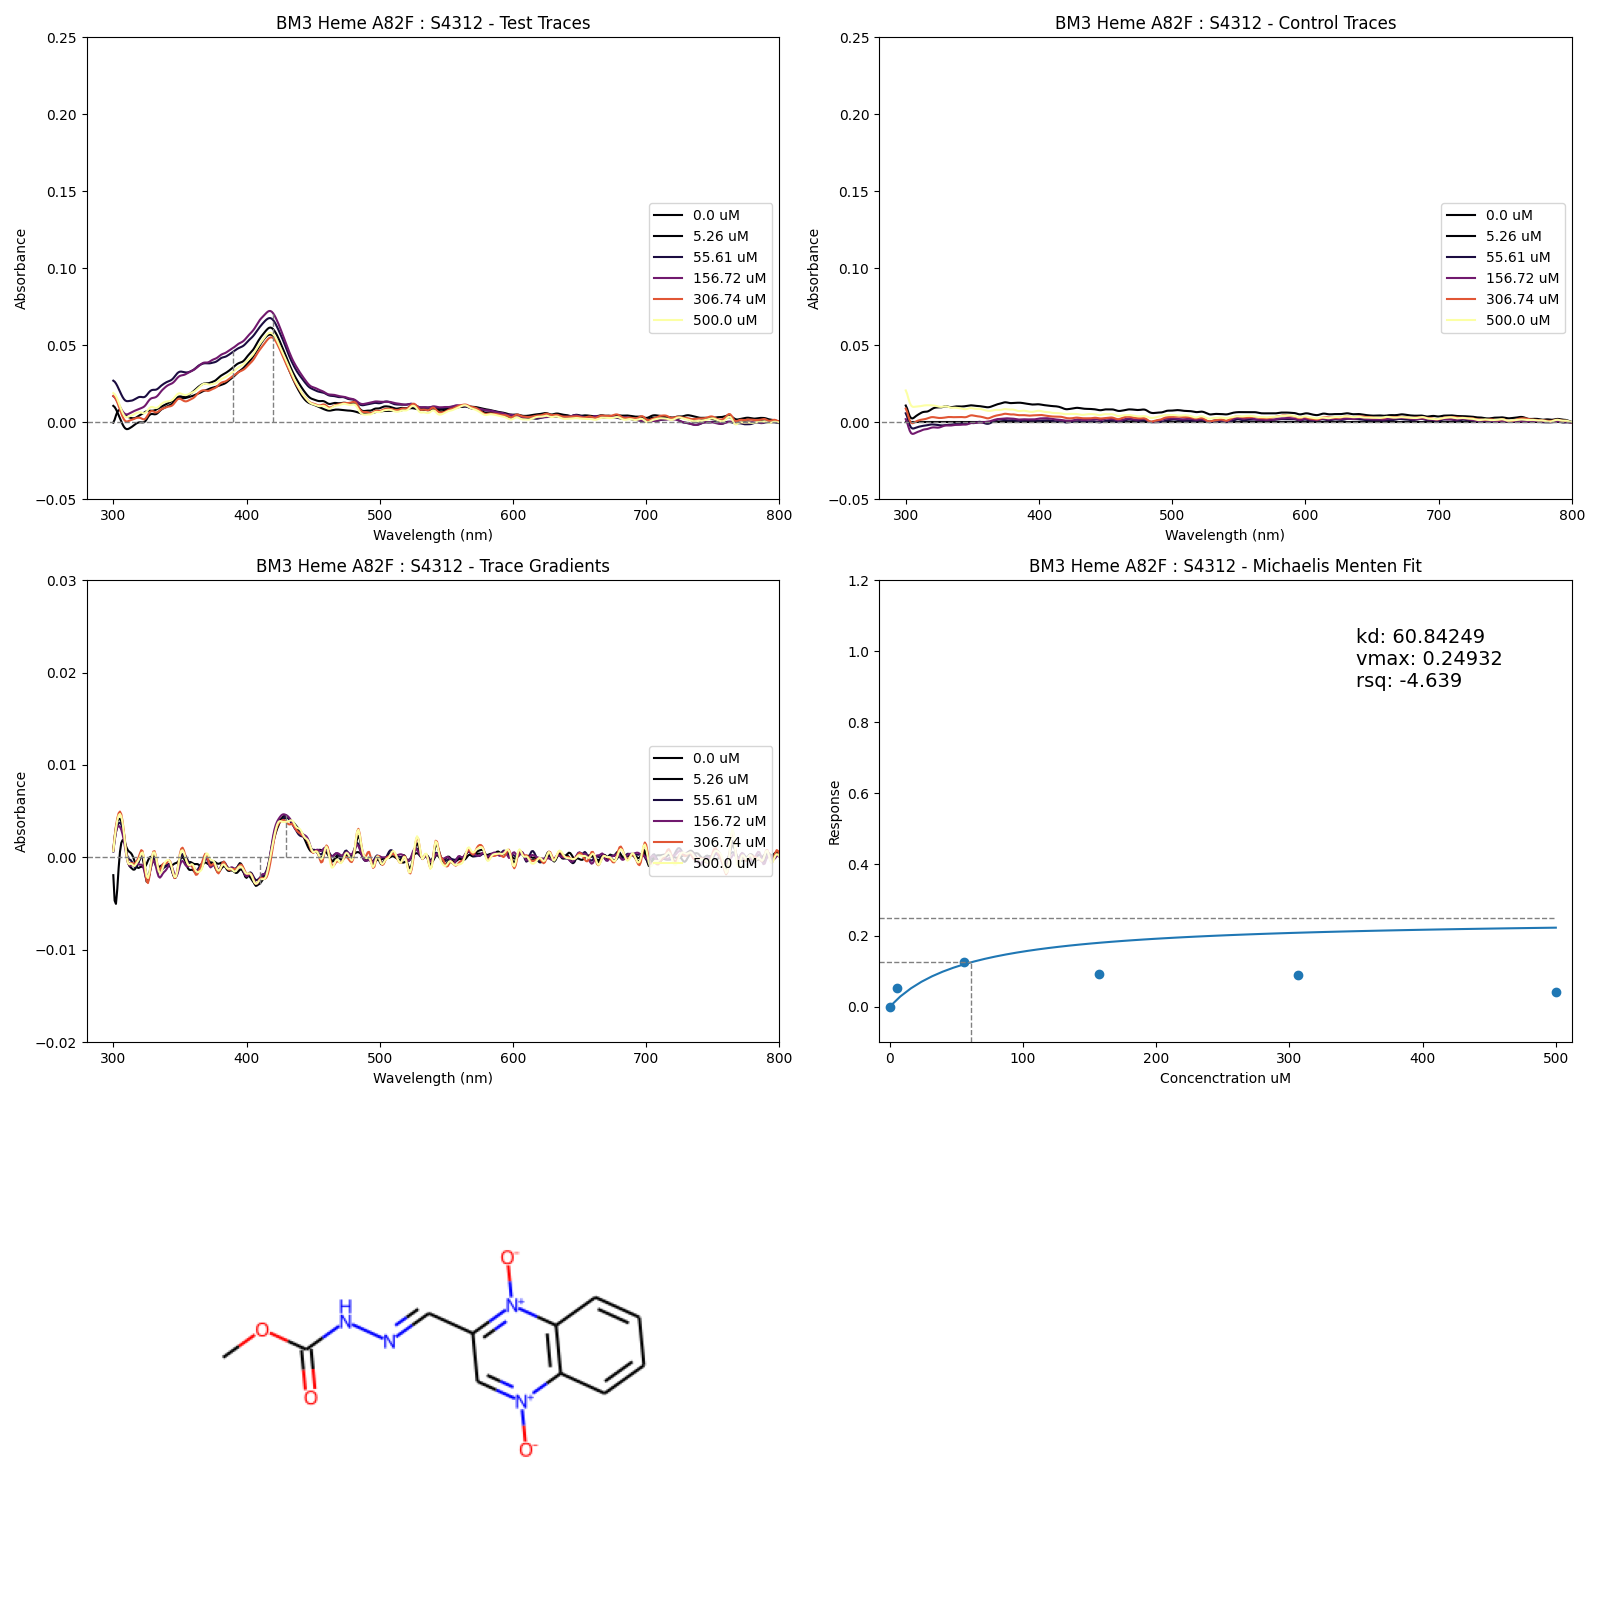 BM3 Heme A82F : S4312 - Test Traces
0.25
0.20
0.15
0.10
0.05
0.00
−0.05
Absorbance
300 400 500 600 700 800
Wavelength (nm)
0.0 uM
5.26 uM
55.61 uM
156.72 uM
306.74 uM
500.0 uM
BM3 Heme A82F : S4312 - Control Traces
0.25
0.20
0.15
0.10
0.05
0.00
−0.05
Absorbance
300 400 500 600 700 800
Wavelength (nm)
0.0 uM
5.26 uM
55.61 uM
156.72 uM
306.74 uM
500.0 uM
BM3 Heme A82F : S4312 - Trace Gradients
0.03
0.02
0.01
0.00
−0.01
−0.02
Absorbance
300 400 500 600 700 800
Wavelength (nm)
0.0 uM
5.26 uM
55.61 uM
156.72 uM
306.74 uM
500.0 uM
BM3 Heme A82F : S4312 - Michaelis Menten Fit
1.2
1.0
0.8
0.6
0.4
0.2
0.0
Response
0 100 200 300 400 500
Concenctration uM
kd: 60.84249
vmax: 0.24932
rsq: -4.639
O⁻
N⁺
H
N
O
N
O
N⁺
O⁻